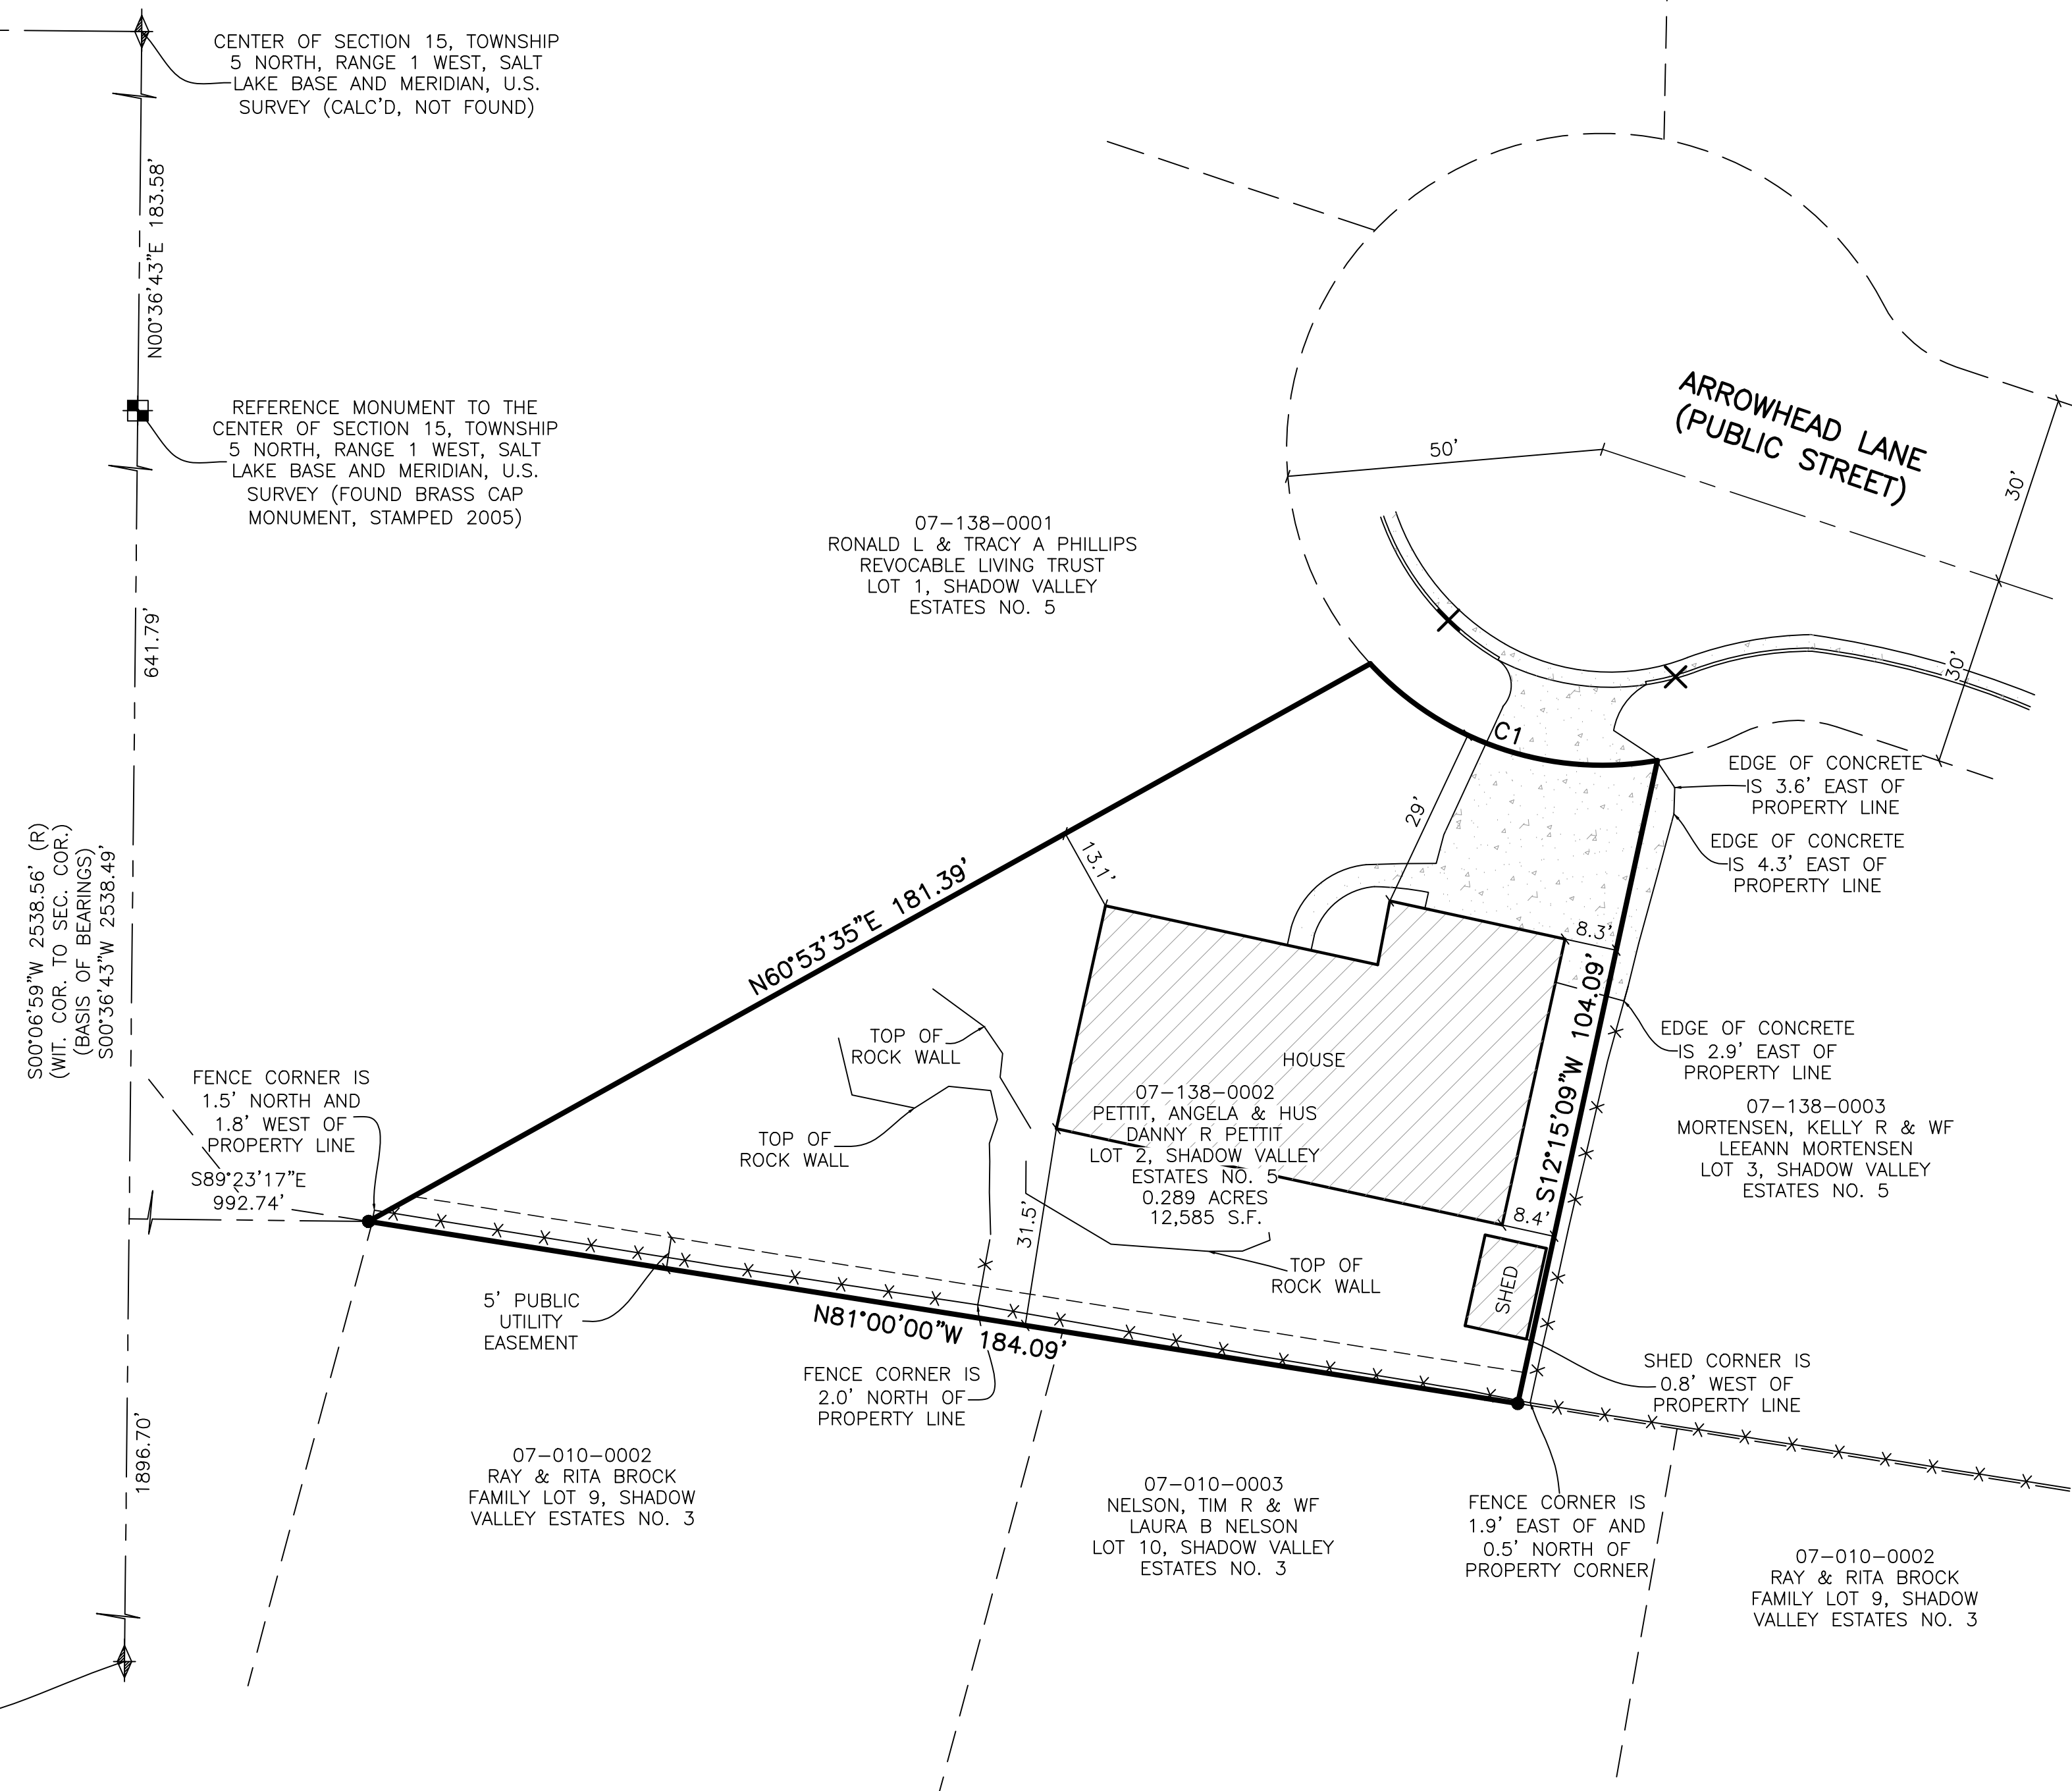 CENTER OF SECTION 15, TOWNSHIP
5 NORTH, RANGE 1 WEST, SALT
LAKE BASE AND MERIDIAN, U.S.
SURVEY (CALC'D, NOT FOUND)
N00°36'43"E 183.58'
REFERENCE MONUMENT TO THE
CENTER OF SECTION 15, TOWNSHIP
5 NORTH, RANGE 1 WEST, SALT
LAKE BASE AND MERIDIAN, U.S.
SURVEY (FOUND BRASS CAP
MONUMENT, STAMPED 2005)
641.79'
ARROWHEAD LANE
(PUBLIC STREET)
50'
30'
30'
07-138-0001
RONALD L & TRACY A PHILLIPS
REVOCABLE LIVING TRUST
LOT 1, SHADOW VALLEY
ESTATES NO. 5
C1
29'
13.1'
EDGE OF CONCRETE
IS 3.6' EAST OF
PROPERTY LINE
EDGE OF CONCRETE
IS 4.3' EAST OF
PROPERTY LINE
N60°53'35"E 181.39'
8.3'
S00°06'59"W 2538.56' (R)
(WIT. COR. TO SEC. COR.)
(BASIS OF BEARINGS)
S00°36'43"W 2538.49'
TOP OF
ROCK WALL
HOUSE
S12°15'09"W 104.09'
EDGE OF CONCRETE
IS 2.9' EAST OF
PROPERTY LINE
FENCE CORNER IS
1.5' NORTH AND
1.8' WEST OF
PROPERTY LINE
07-138-0002
PETTIT, ANGELA & HUS
DANNY R PETTIT
LOT 2, SHADOW VALLEY
ESTATES NO. 5
0.289 ACRES
12,585 S.F.
07-138-0003
MORTENSEN, KELLY R & WF
LEEANN MORTENSEN
LOT 3, SHADOW VALLEY
ESTATES NO. 5
TOP OF
ROCK WALL
S89°23'17"E
992.74'
31.5'
8.4'
TOP OF
ROCK WALL
SHED
5' PUBLIC
UTILITY
EASEMENT
N81°00'00"W 184.09'
FENCE CORNER IS
2.0' NORTH OF
PROPERTY LINE
SHED CORNER IS
0.8' WEST OF
PROPERTY LINE
1896.70'
07-010-0002
RAY & RITA BROCK
FAMILY LOT 9, SHADOW
VALLEY ESTATES NO. 3
07-010-0003
NELSON, TIM R & WF
LAURA B NELSON
LOT 10, SHADOW VALLEY
ESTATES NO. 3
FENCE CORNER IS
1.9' EAST OF AND
0.5' NORTH OF
PROPERTY CORNER
07-010-0002
RAY & RITA BROCK
FAMILY LOT 9, SHADOW
VALLEY ESTATES NO. 3